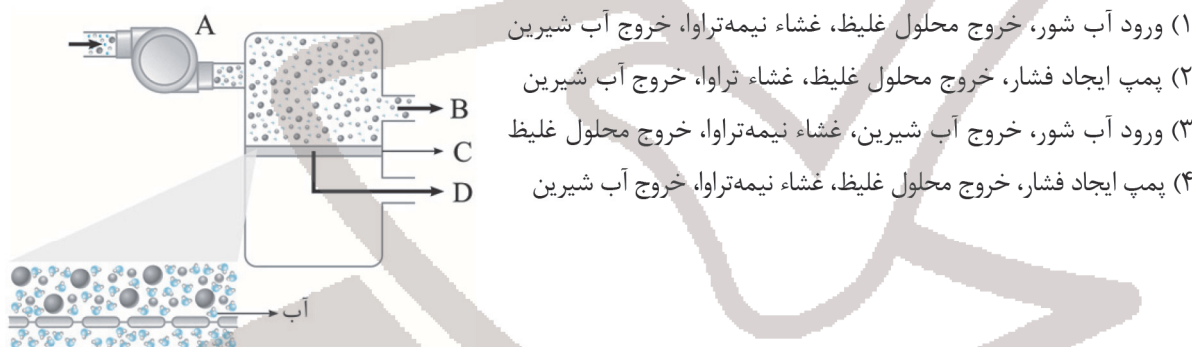 ۱) ورود آب شور، خروج محلول غلیظ، غشاء نیمه‌تراوا، خروج آب شیرین
۲) پمپ ایجاد فشار، خروج محلول غلیظ، غشاء تراوا، خروج آب شیرین
۳) ورود آب شور، خروج آب شیرین، غشاء نیمه‌تراوا، خروج محلول غلیظ
۴) پمپ ایجاد فشار، خروج محلول غلیظ، غشاء نیمه‌تراوا، خروج آب شیرین
A
B
C
D
آب